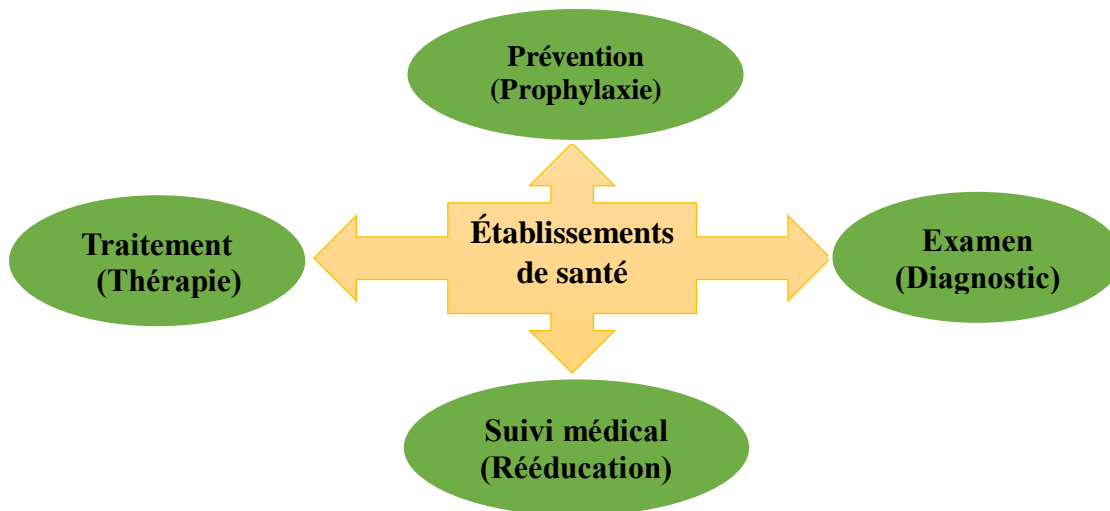 Prévention
(Prophylaxie)
Traitement
(Thérapie)
Établissements
de santé
Examen
(Diagnostic)
Suivi médical
(Rééducation)